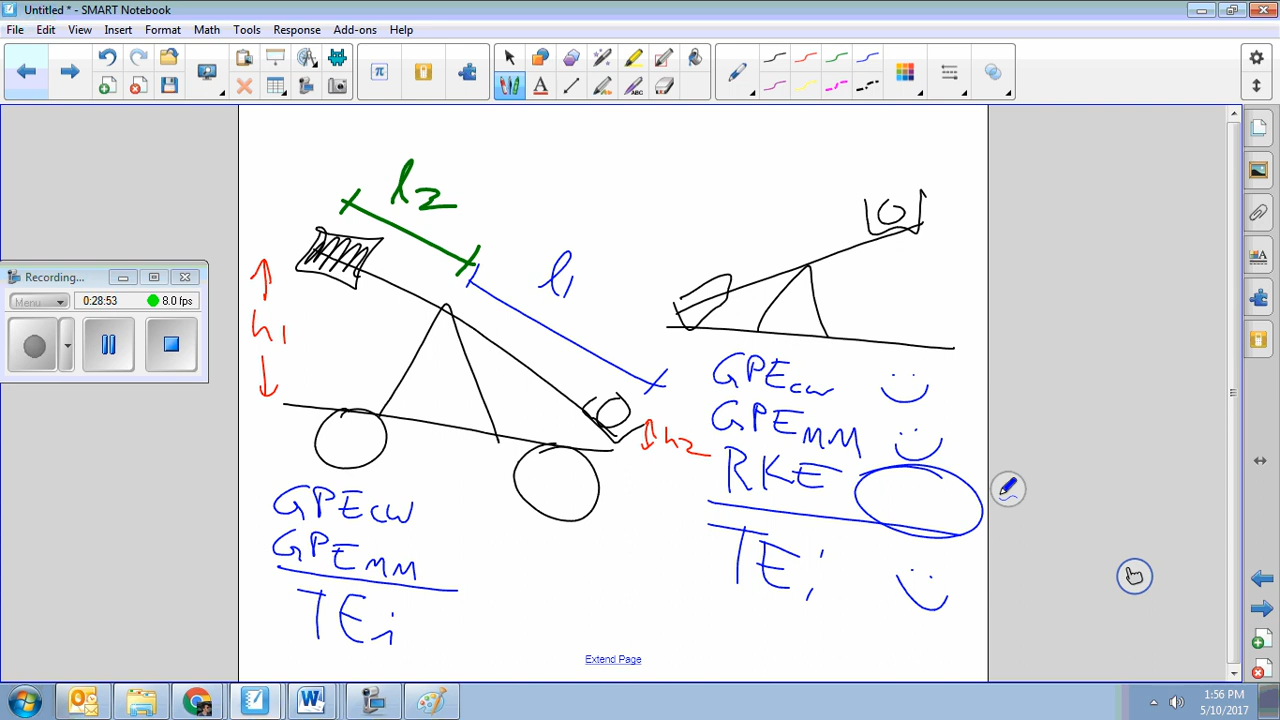 Untitled * - SMART Notebook
File Edit View Insert Format Math Tools Response Add-ons Help
Recording...
Menu 0:28:53 8.0 fps
l2
l1
h1
h2
GPEcw
GPEMM
TEi
GPEcw
GPEMM
RKE
TEi
Extend Page
1:56 PM
5/10/2017